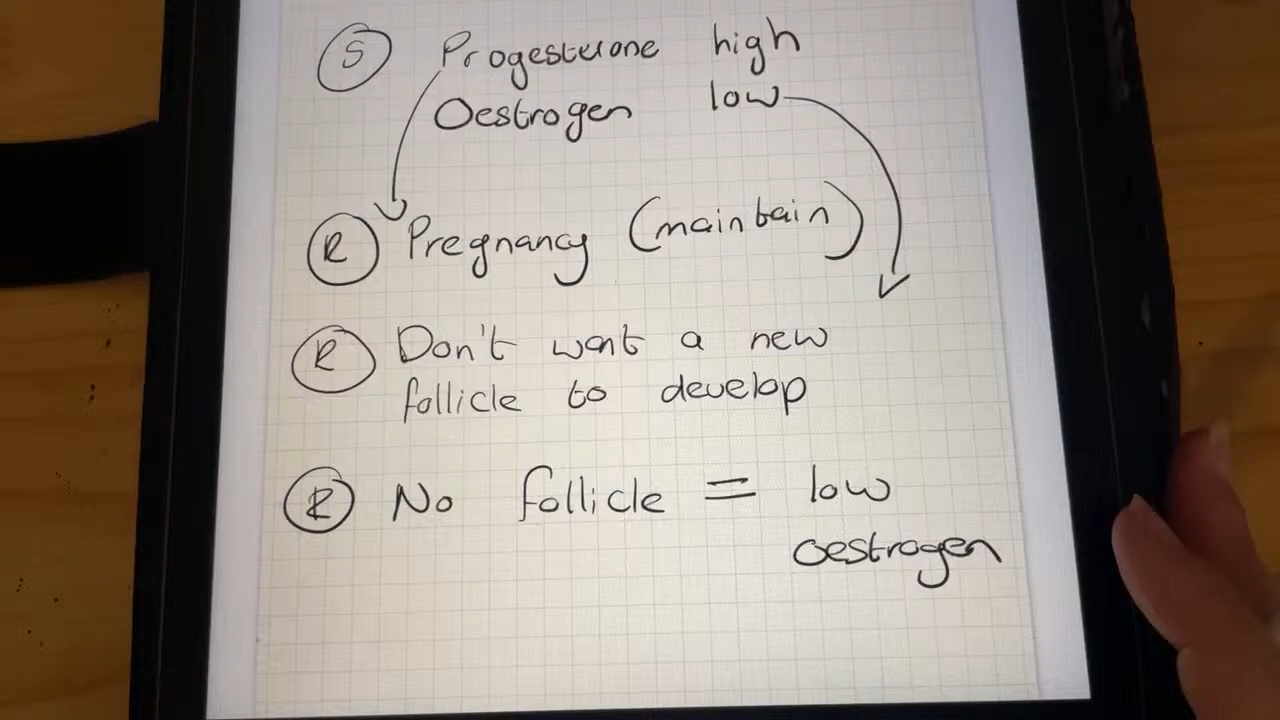 S Progesterone high
Oestrogen low
R Pregnancy (maintain)
R Don't want a new
follicle to develop
R No follicle = low
oestrogen